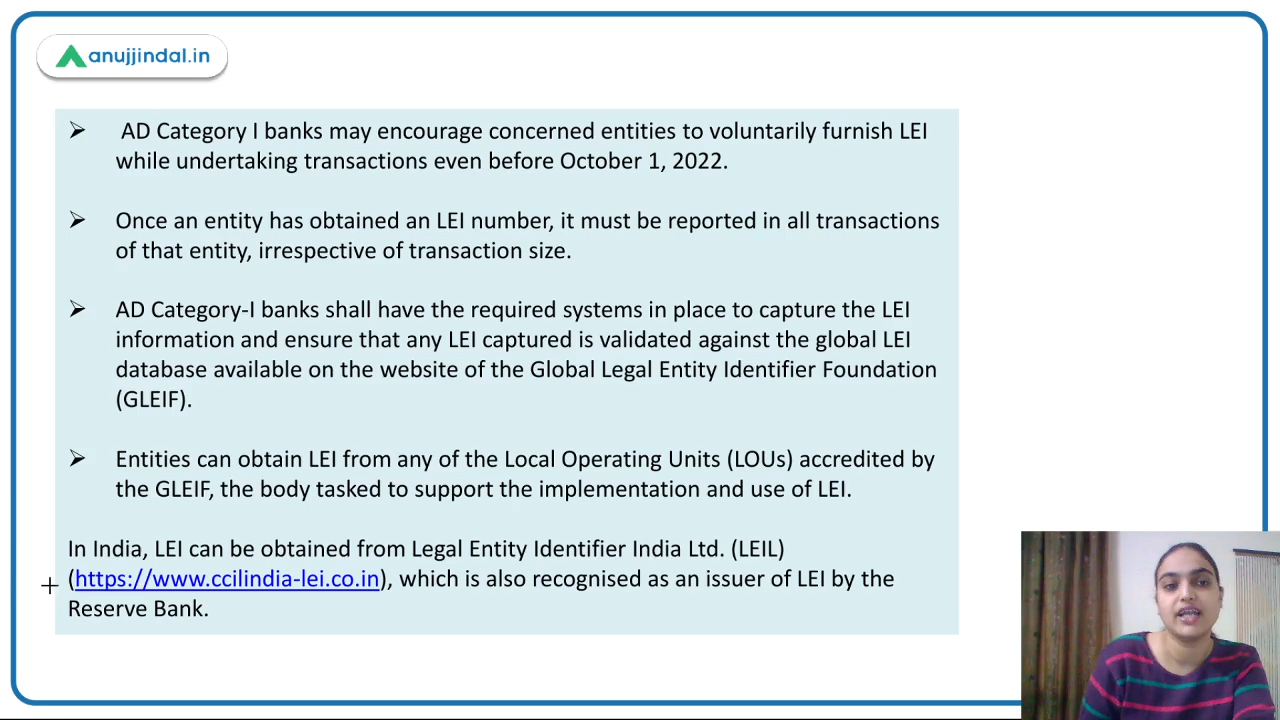 anujjindal.in
AD Category I banks may encourage concerned entities to voluntarily furnish LEI
while undertaking transactions even before October 1, 2022.
Once an entity has obtained an LEI number, it must be reported in all transactions
of that entity, irrespective of transaction size.
AD Category-I banks shall have the required systems in place to capture the LEI
information and ensure that any LEI captured is validated against the global LEI
database available on the website of the Global Legal Entity Identifier Foundation
(GLEIF).
Entities can obtain LEI from any of the Local Operating Units (LOUs) accredited by
the GLEIF, the body tasked to support the implementation and use of LEI.
In India, LEI can be obtained from Legal Entity Identifier India Ltd. (LEIL)
(https://www.ccilindia-lei.co.in), which is also recognised as an issuer of LEI by the
Reserve Bank.